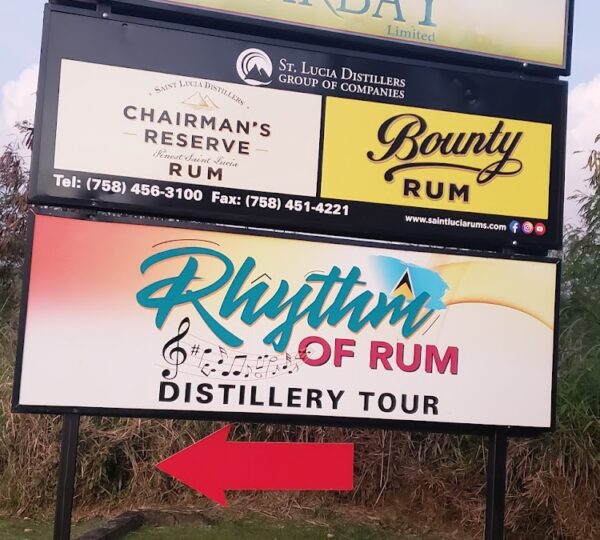 Limited
St. Lucia Distillers
GROUP OF COMPANIES
SAINT LUCIA DISTILLERS
CHAIRMAN'S
RESERVE
Finest Saint Lucia
RUM
Bounty
RUM
Tel: (758) 456-3100 Fax: (758) 451-4221
www.saintluciarums.com
Rhythm
OF RUM
DISTILLERY TOUR